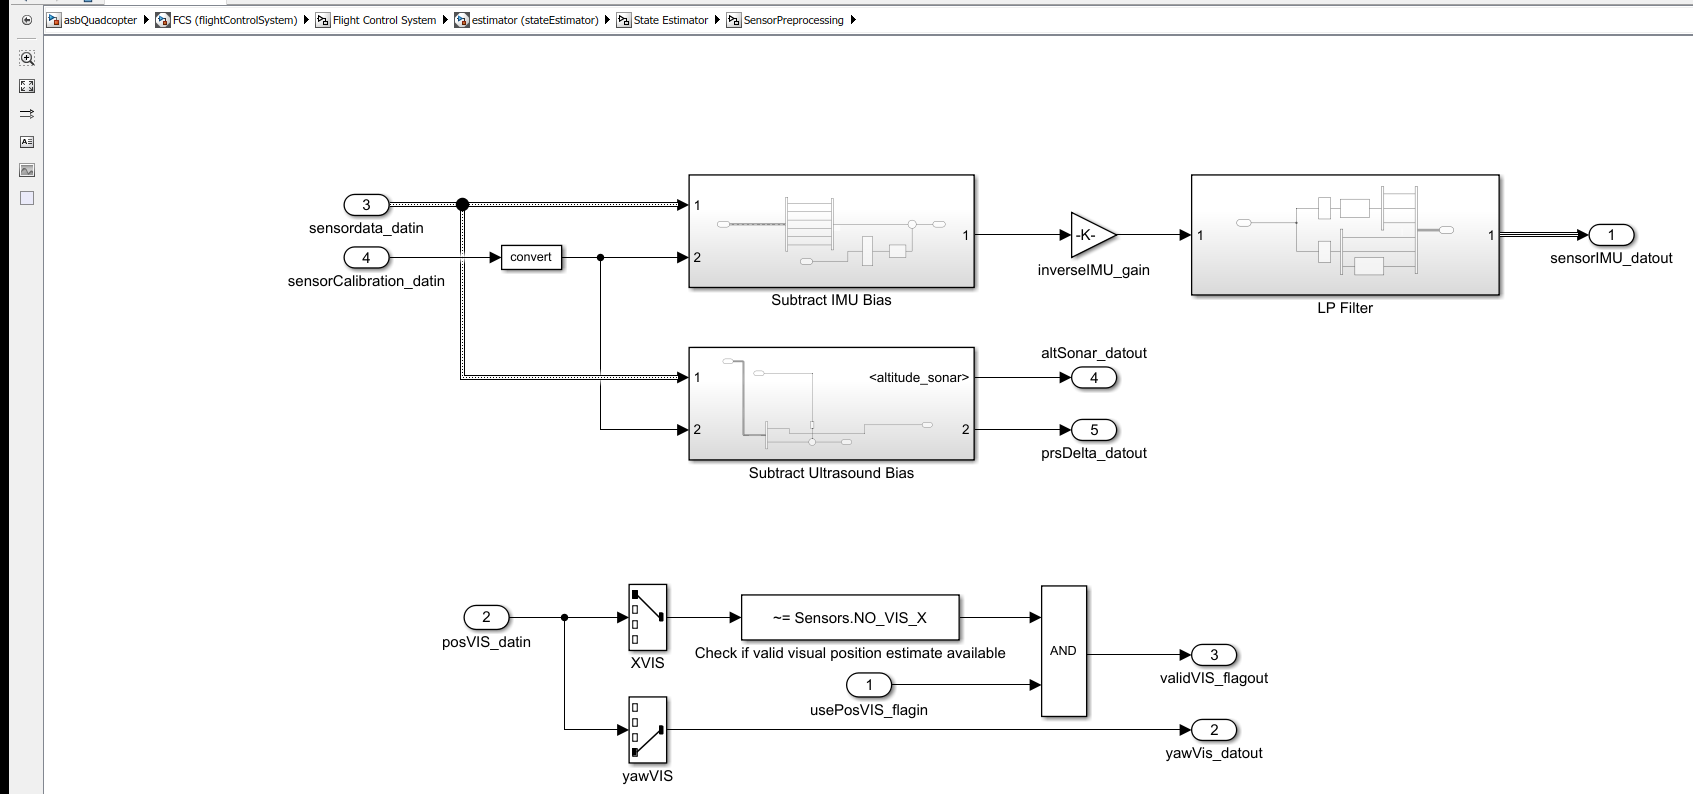 asbQuadcopter FCS (flightControlSystem) Flight Control System estimator (stateEstimator) State Estimator SensorPreprocessing
3
sensordata_datin
4
sensorCalibration_datin
convert
1
2
1
Subtract IMU Bias
-K-
inverseIMU_gain
1
1
LP Filter
1
sensorIMU_datout
1
2
<altitude_sonar>
2
Subtract Ultrasound Bias
altSonar_datout
4
5
prsDelta_datout
2
posVIS_datin
XVIS
~= Sensors.NO_VIS_X
Check if valid visual position estimate available
1
usePosVIS_flagin
AND
3
validVIS_flagout
yawVIS
2
yawVis_datout